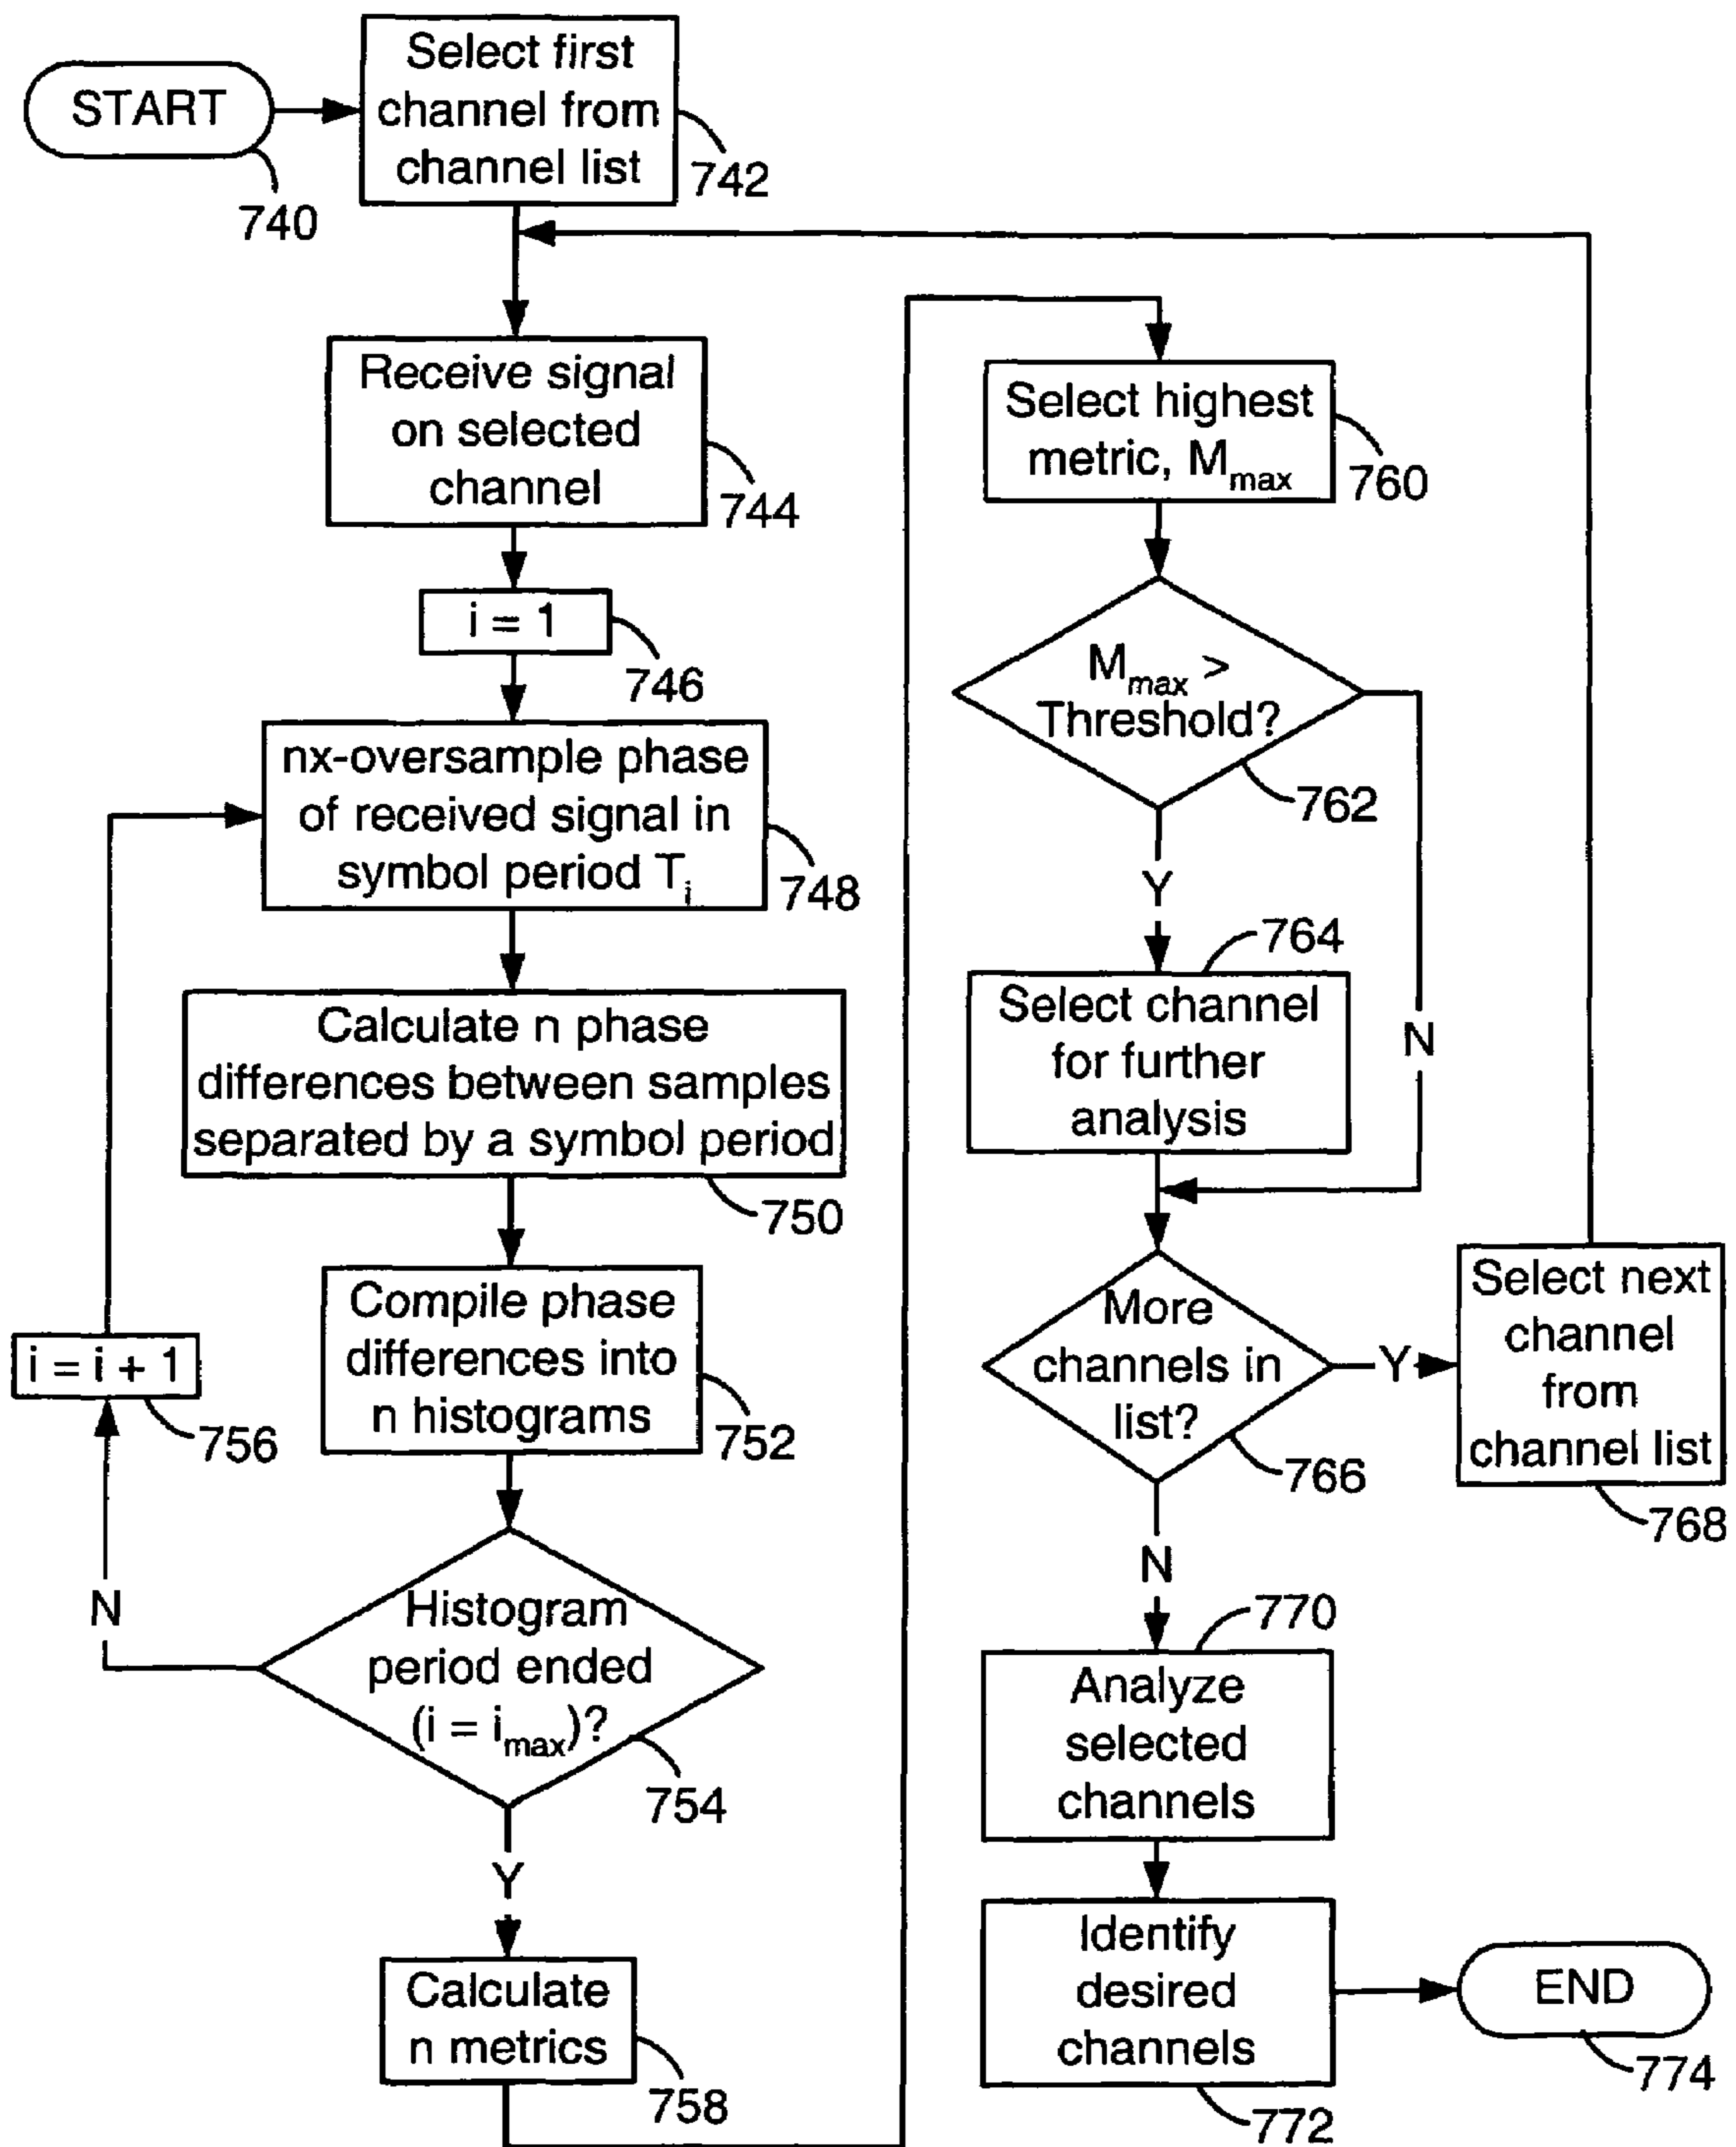 START
740
Select first
channel from
channel list
742
Receive signal
on selected
channel
744
i = 1
746
nx-oversample phase
of received signal in
symbol period Ti
748
Calculate n phase
differences between samples
separated by a symbol period
750
Compile phase
differences into
n histograms
752
Histogram
period ended
(i = imax)?
754
N
i = i + 1
756
Y
Calculate
n metrics
758
Select highest
metric, Mmax
760
Mmax >
Threshold?
762
Y
N
764
Select channel
for further
analysis
More
channels in
list?
766
Y
Select next
channel
from
channel list
768
N
770
Analyze
selected
channels
Identify
desired
channels
772
END
774